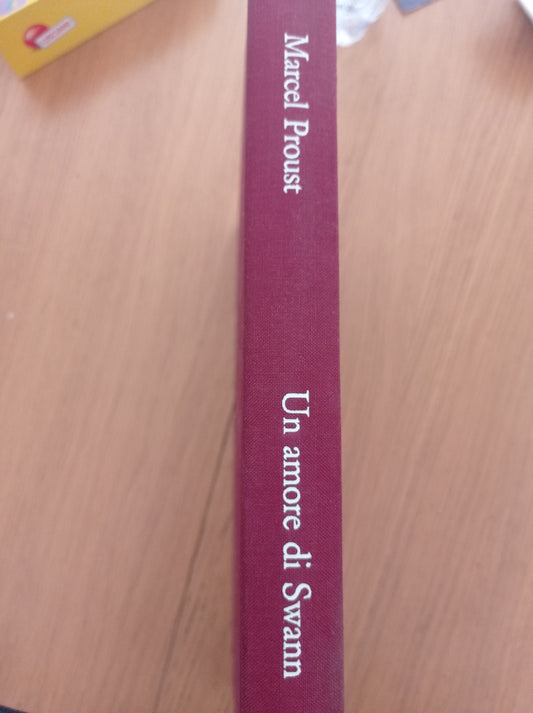 Marcel Proust
Un amore di Swann